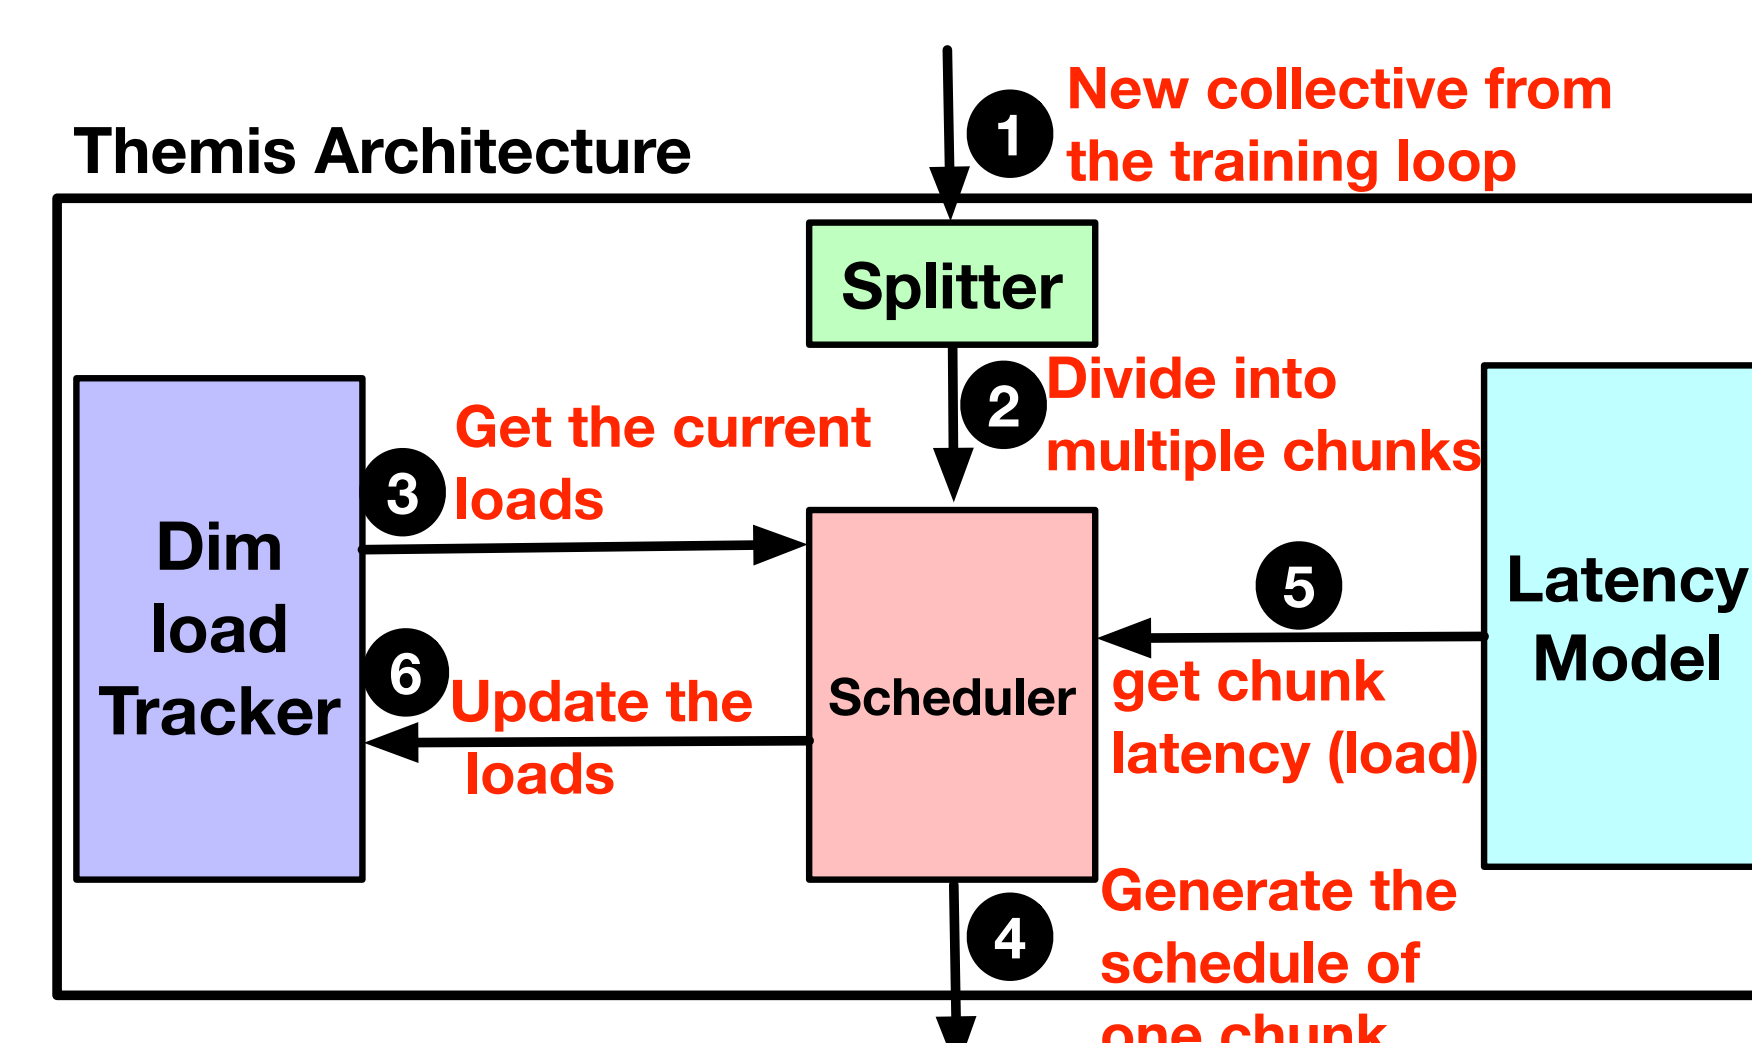 New collective from
the training loop
1
Themis Architecture
Splitter
2
Divide into
multiple chunks
Get the current
loads
3
Dim
load
Tracker
5
Latency
Model
6
Update the
loads
Scheduler
get chunk
latency (load)
4
Generate the
schedule of
one chunk